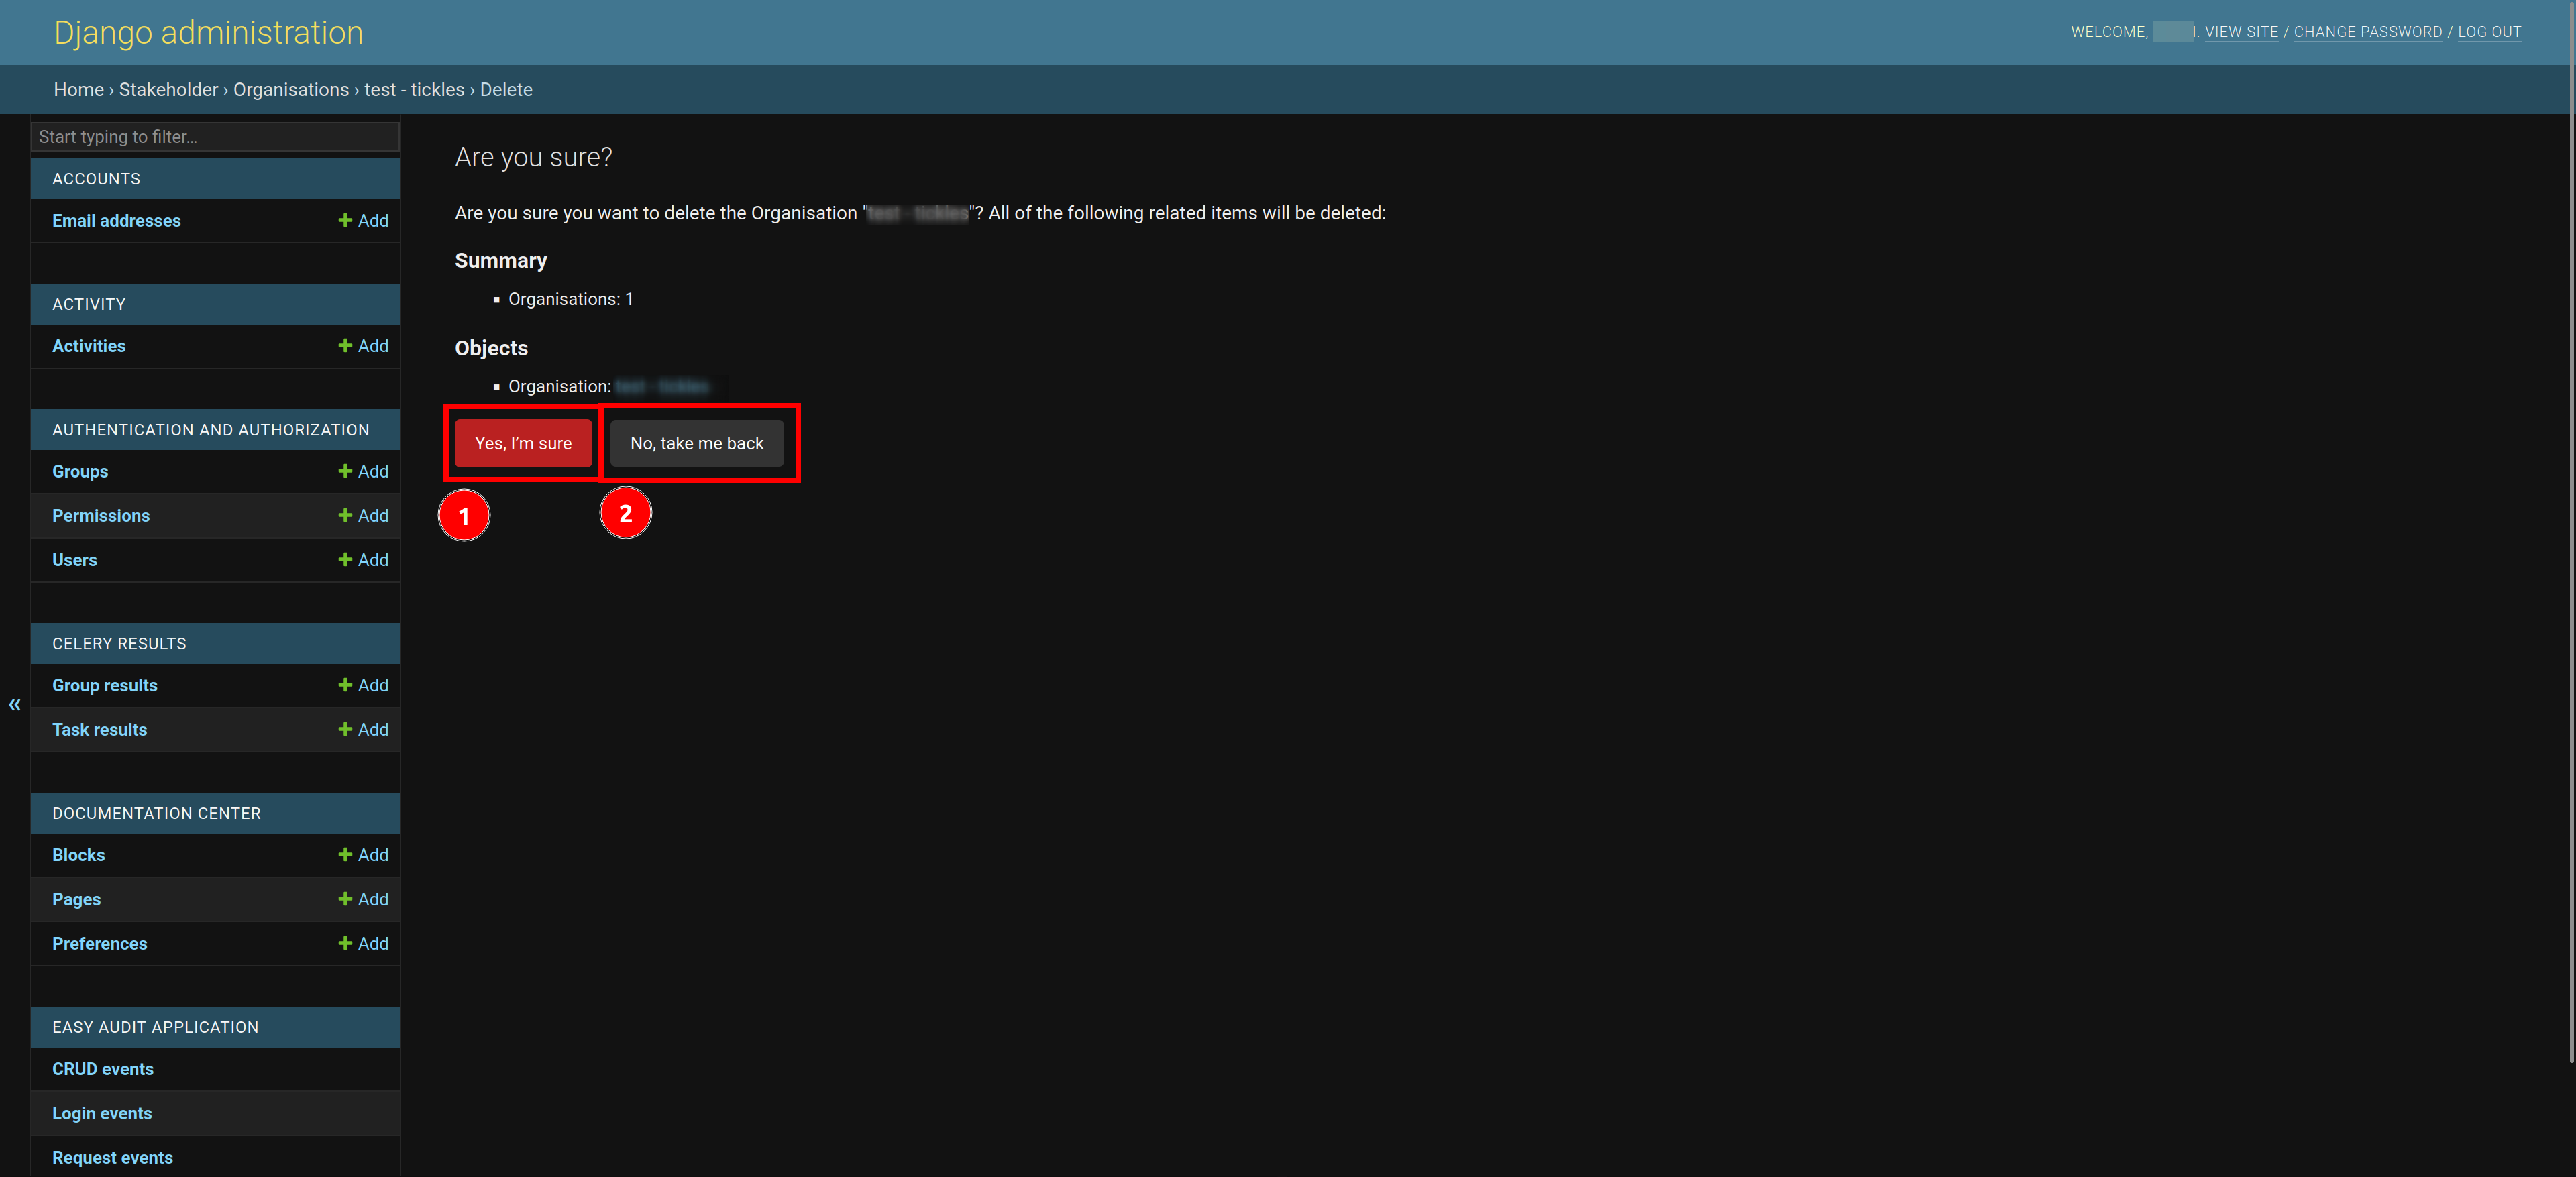 Django administration
WELCOME, I. VIEW SITE / CHANGE PASSWORD / LOG OUT
Home › Stakeholder › Organisations › test - tickles › Delete
Start typing to filter...
ACCOUNTS
Email addresses + Add
ACTIVITY
Activities + Add
AUTHENTICATION AND AUTHORIZATION
Groups + Add
Permissions + Add
Users + Add
CELERY RESULTS
Group results + Add
Task results + Add
DOCUMENTATION CENTER
Blocks + Add
Pages + Add
Preferences + Add
EASY AUDIT APPLICATION
CRUD events
Login events
Request events
«
Are you sure?
Are you sure you want to delete the Organisation "test - tickles"? All of the following related items will be deleted:
Summary
▪ Organisations: 1
Objects
▪ Organisation: test - tickles
Yes, I’m sure
No, take me back
1
2